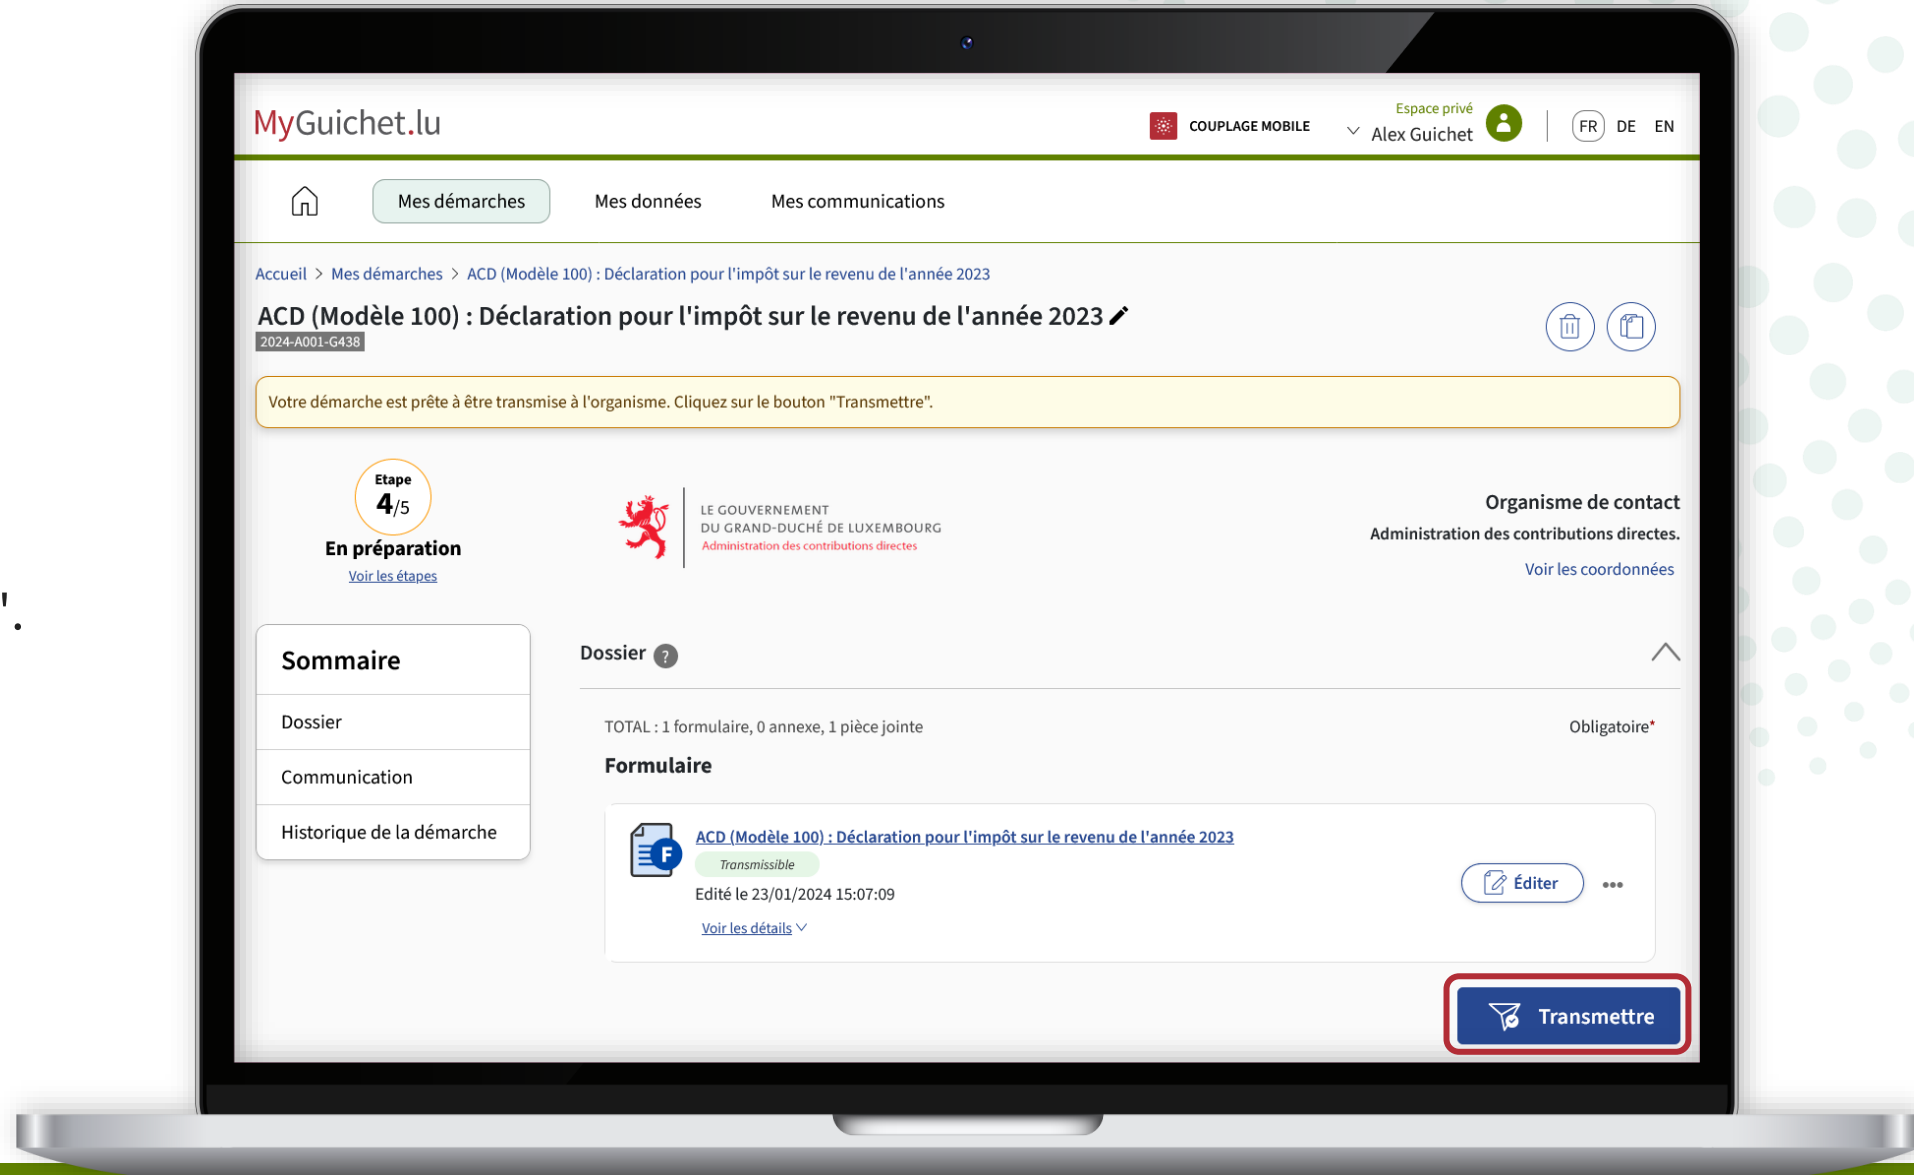 MyGuichet.lu
COUPLAGE MOBILE
Espace privé
Alex Guichet
FR DE EN
Mes démarches Mes données Mes communications
Accueil > Mes démarches > ACD (Modèle 100) : Déclaration pour l'impôt sur le revenu de l'année 2023
ACD (Modèle 100) : Déclaration pour l'impôt sur le revenu de l'année 2023
2024-A001-G438
Votre démarche est prête à être transmise à l'organisme. Cliquez sur le bouton "Transmettre".
Etape
4/5
En préparation
Voir les étapes
LE GOUVERNEMENT
DU GRAND-DUCHÉ DE LUXEMBOURG
Administration des contributions directes
Organisme de contact
Administration des contributions directes.
Voir les coordonnées
".
Sommaire
Dossier
Communication
Historique de la démarche
Dossier ?
TOTAL : 1 formulaire, 0 annexe, 1 pièce jointe
Obligatoire*
Formulaire
F
ACD (Modèle 100) : Déclaration pour l'impôt sur le revenu de l'année 2023
Transmissible
Edité le 23/01/2024 15:07:09
Voir les détails
Éditer
Transmettre